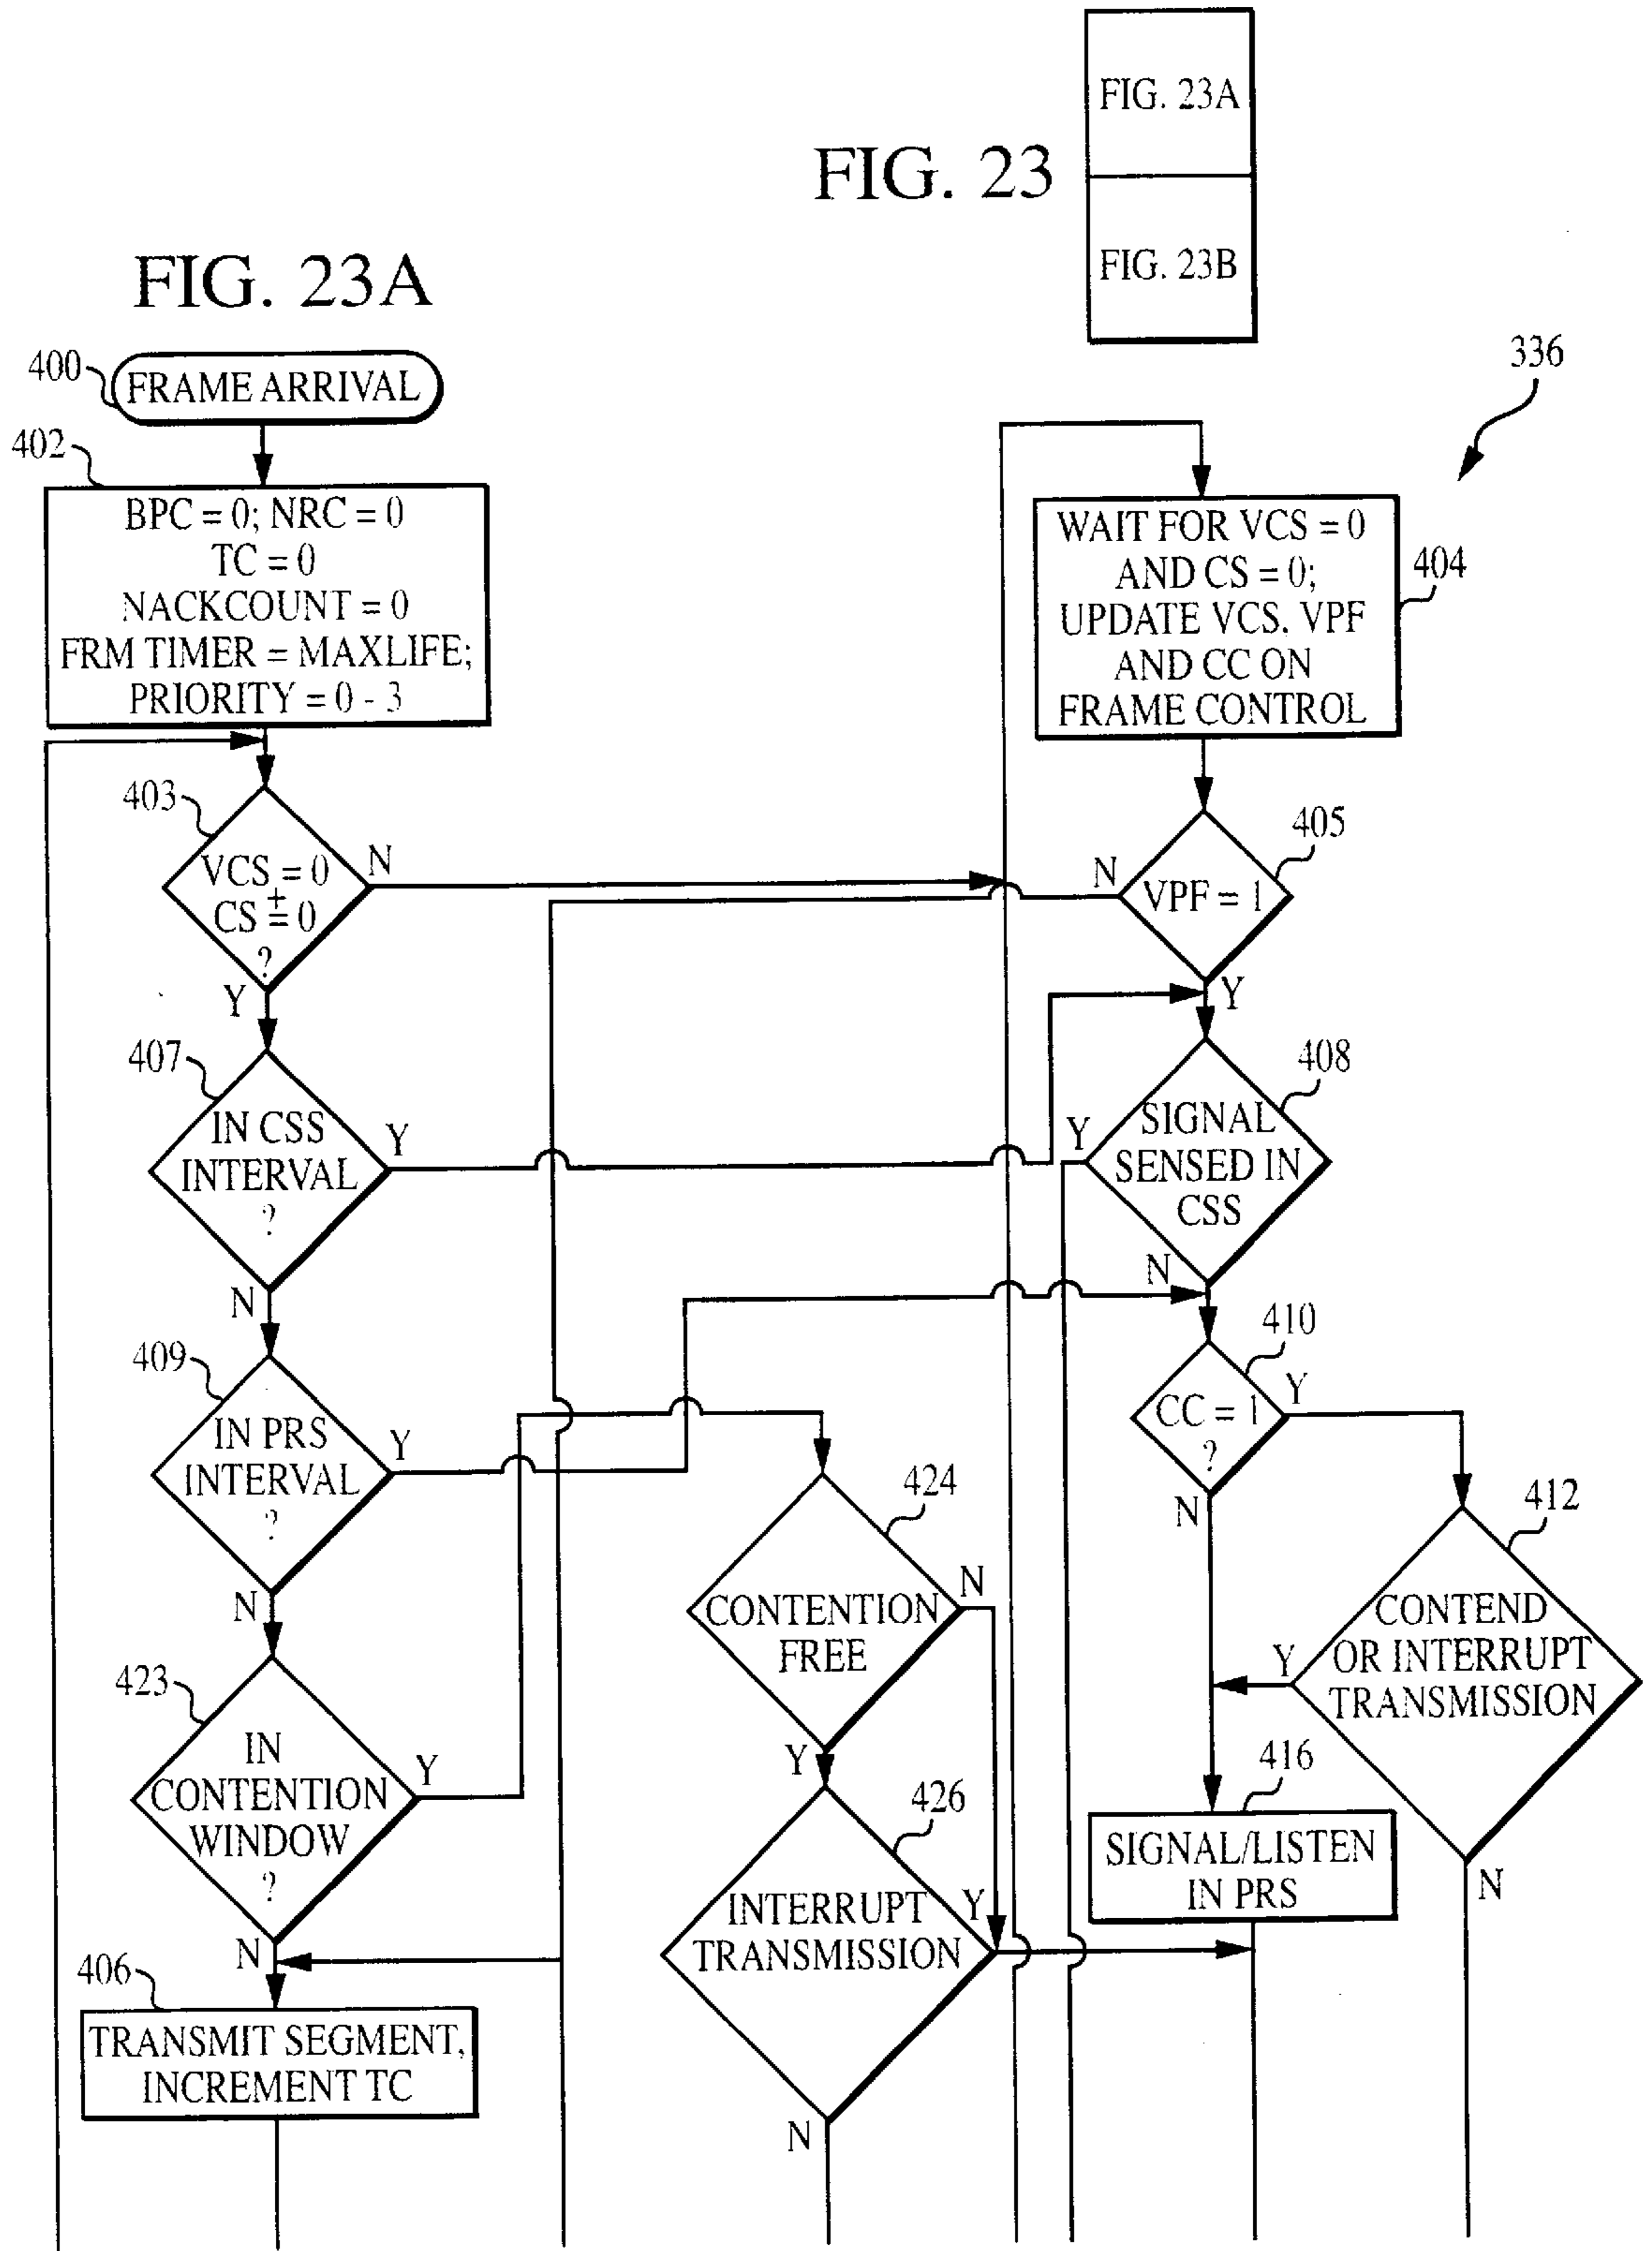 FIG. 23
FIG. 23A
FIG. 23B
FIG. 23A
336
400
FRAME ARRIVAL
402
BPC = 0; NRC = 0
TC = 0
NACKCOUNT = 0
FRM TIMER = MAXLIFE;
PRIORITY = 0 - 3
WAIT FOR VCS = 0
AND CS = 0;
UPDATE VCS, VPF
AND CC ON
FRAME CONTROL
404
403
VCS = 0
+
CS = 0
?
N
Y
405
VPF = 1
N
Y
407
IN CSS
INTERVAL
?
Y
N
408
SIGNAL
SENSED IN
CSS
Y
N
409
IN PRS
INTERVAL
?
Y
N
410
CC = 1
?
Y
N
412
CONTEND
OR INTERRUPT
TRANSMISSION
Y
N
424
CONTENTION
FREE
N
Y
423
IN
CONTENTION
WINDOW
?
Y
N
426
INTERRUPT
TRANSMISSION
Y
N
416
SIGNAL/LISTEN
IN PRS
406
TRANSMIT SEGMENT,
INCREMENT TC